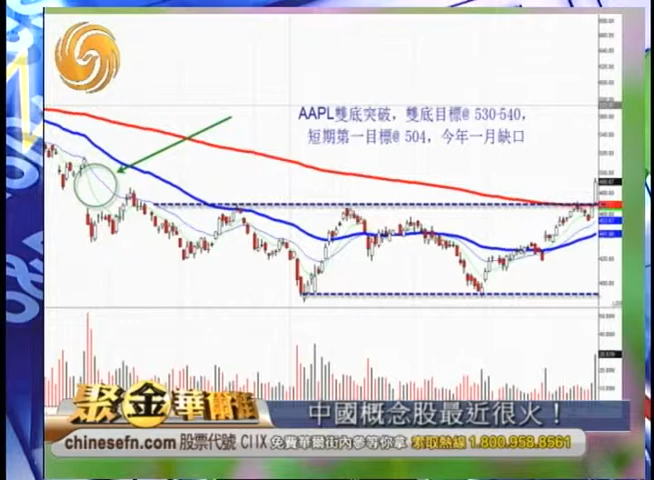 AAPL雙底突破，雙底目標@ 530-540，
短期第一目標@ 504，今年一月缺口
聚金華爾街
中國概念股最近很火！
chinesefn.com 股票代號 CIIX 免費華爾街內參等你拿 索取熱線 1.800.958.8561